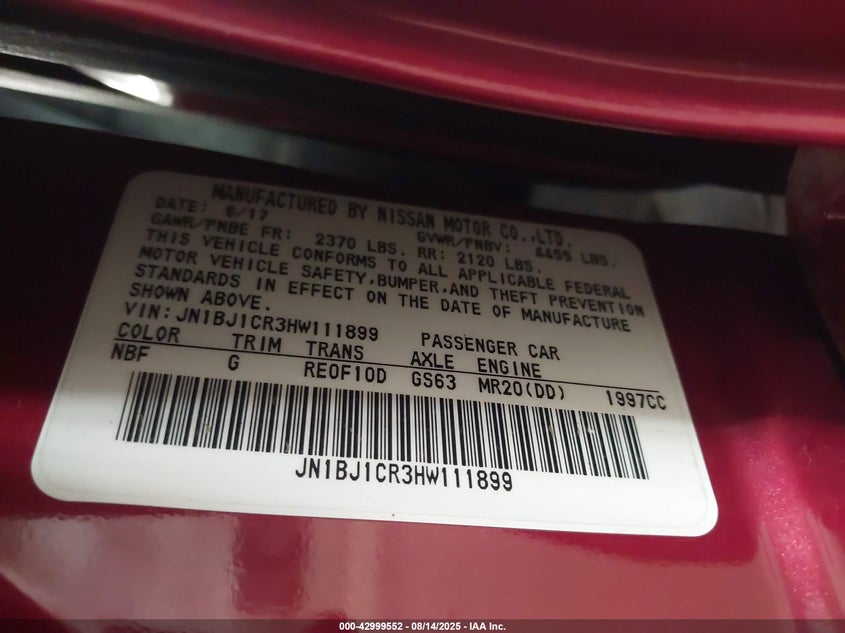 MANUFACTURED BY NISSAN MOTOR CO.,LTD.
DATE: 6/17
GAWR/PNBE FR: 2370 LBS. RR: 2120 LBS. GVWR/PNBV: 4455 LBS.
THIS VEHICLE CONFORMS TO ALL APPLICABLE FEDERAL
MOTOR VEHICLE SAFETY,BUMPER,AND THEFT PREVENTION
STANDARDS IN EFFECT ON THE DATE OF MANUFACTURE
SHOWN ABOVE.
VIN:JN1BJ1CR3HW111899 PASSENGER CAR
COLOR TRIM TRANS AXLE ENGINE
NBF G RE0F10D GS63 MR20(DD) 1997CC
JN1BJ1CR3HW111899
000-42999552 - 08/14/2025 - IAA Inc.